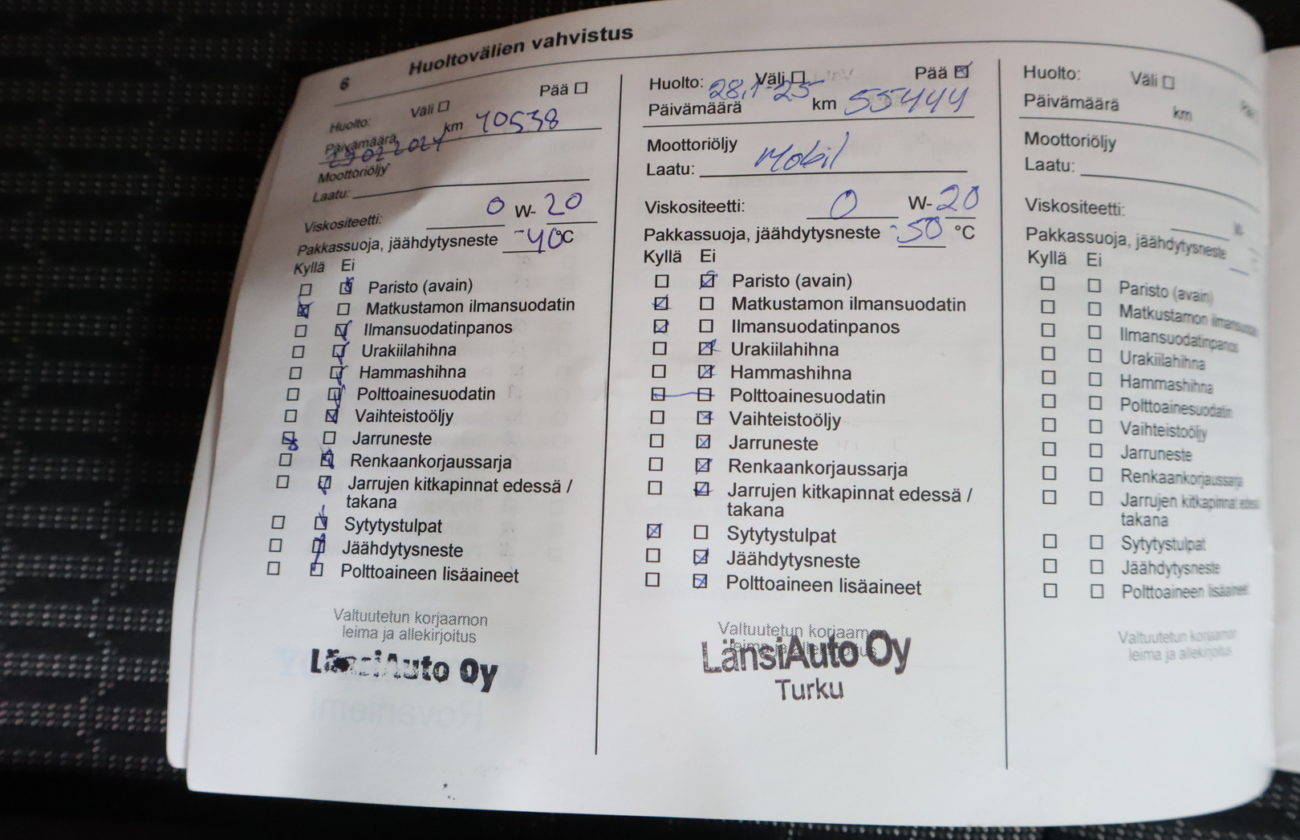 6 Huoltovälien vahvistus
Huolto: Väli Pää
Päivämäärä km 40538
Moottoriöljy
Laatu:
Viskositeetti: 0 W- 20
Pakkassuoja, jäähdytysneste -40 °C
Kyllä Ei
Paristo (avain)
Matkustamon ilmansuodatin
Ilmansuodatinpanos
Urakiilahihna
Hammashihna
Polttoainesuodatin
Vaihteistoöljy
Jarruneste
Renkaankorjaussarja
Jarrujen kitkapinnat edessä /
takana
Sytytystulpat
Jäähdytysneste
Polttoaineen lisäaineet
Valtuutetun korjaamon
leima ja allekirjoitus
LänsiAuto Oy
Huolto: Väli Pää
28.1-25
Päivämäärä km 55444
Moottoriöljy
Laatu: Mobil
Viskositeetti: 0 W- 20
Pakkassuoja, jäähdytysneste -50 °C
Kyllä Ei
Paristo (avain)
Matkustamon ilmansuodatin
Ilmansuodatinpanos
Urakiilahihna
Hammashihna
Polttoainesuodatin
Vaihteistoöljy
Jarruneste
Renkaankorjaussarja
Jarrujen kitkapinnat edessä /
takana
Sytytystulpat
Jäähdytysneste
Polttoaineen lisäaineet
Valtuutetun korjaamon
leima ja allekirjoitus
LänsiAuto Oy
Turku
Huolto: Väli
Päivämäärä km
Moottoriöljy
Laatu:
Viskositeetti: W-
Pakkassuoja, jäähdytysneste
Kyllä Ei
Paristo (avain)
Matkustamon ilmansuodatin
Ilmansuodatinpanos
Urakiilahihna
Hammashihna
Polttoainesuodatin
Vaihteistoöljy
Jarruneste
Renkaankorjaussarja
Jarrujen kitkapinnat edessä
takana
Sytytystulpat
Jäähdytysneste
Polttoaineen lisäaineet
Valtuutetun korjaamon
leima ja allekirjoitus